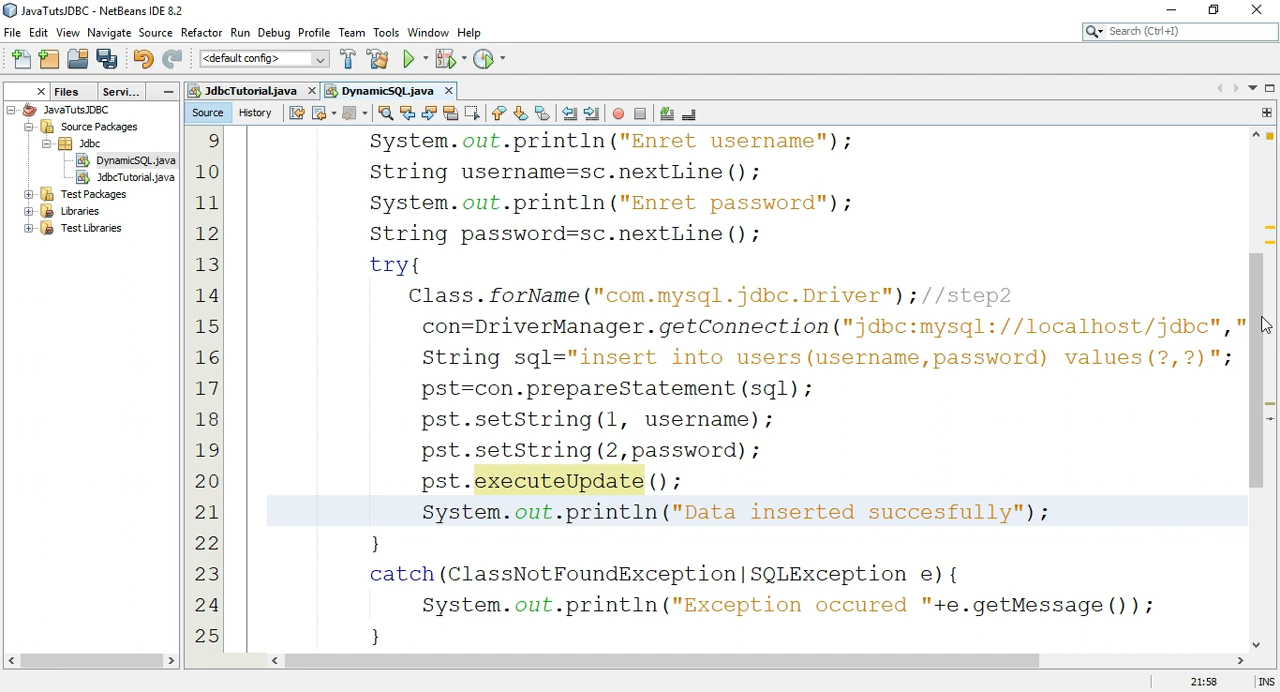 JavaTutsJDBC - NetBeans IDE 8.2
File Edit View Navigate Source Refactor Run Debug Profile Team Tools Window Help
Search (Ctrl+I)
<default config>
Files Servi...
JdbcTutorial.java DynamicSQL.java
JavaTutsJDBC
Source Packages
Jdbc
DynamicSQL.java
JdbcTutorial.java
Test Packages
Libraries
Test Libraries
Source History
9 System.out.println("Enret username");
10 String username=sc.nextLine();
11 System.out.println("Enret password");
12 String password=sc.nextLine();
13 try{
14 Class.forName("com.mysql.jdbc.Driver");//step2
15 con=DriverManager.getConnection("jdbc:mysql://localhost/jdbc","
16 String sql="insert into users(username,password) values(?,?)";
17 pst=con.prepareStatement(sql);
18 pst.setString(1, username);
19 pst.setString(2,password);
20 pst.executeUpdate();
21 System.out.println("Data inserted succesfully");
22 }
23 catch(ClassNotFoundException|SQLException e){
24 System.out.println("Exception occured "+e.getMessage());
25 }
21:58 INS